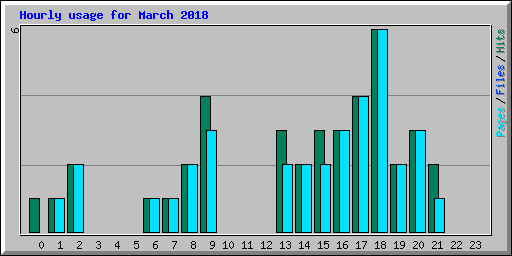 Hourly usage for March 2018
6
Pages/Files/Hits
0 1 2 3 4 5 6 7 8 9 10 11 12 13 14 15 16 17 18 19 20 21 22 23